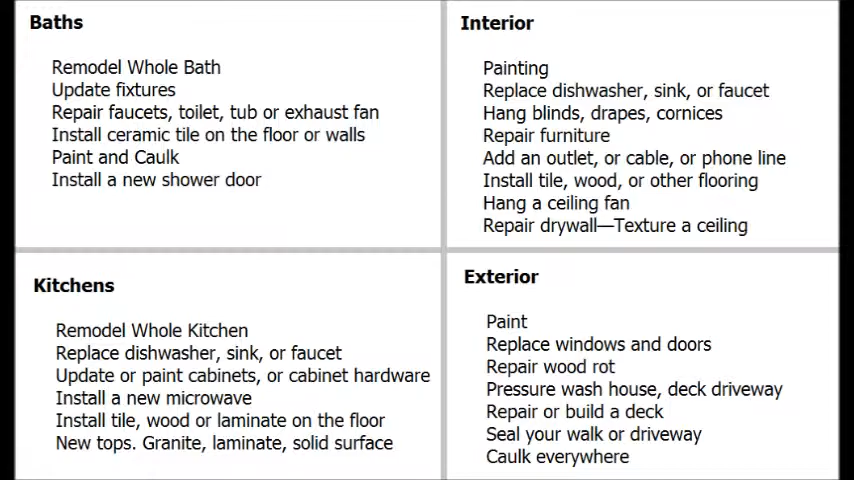 Baths
Remodel Whole Bath
Update fixtures
Repair faucets, toilet, tub or exhaust fan
Install ceramic tile on the floor or walls
Paint and Caulk
Install a new shower door
Interior
Painting
Replace dishwasher, sink, or faucet
Hang blinds, drapes, cornices
Repair furniture
Add an outlet, or cable, or phone line
Install tile, wood, or other flooring
Hang a ceiling fan
Repair drywall—Texture a ceiling
Kitchens
Remodel Whole Kitchen
Replace dishwasher, sink, or faucet
Update or paint cabinets, or cabinet hardware
Install a new microwave
Install tile, wood or laminate on the floor
New tops. Granite, laminate, solid surface
Exterior
Paint
Replace windows and doors
Repair wood rot
Pressure wash house, deck driveway
Repair or build a deck
Seal your walk or driveway
Caulk everywhere